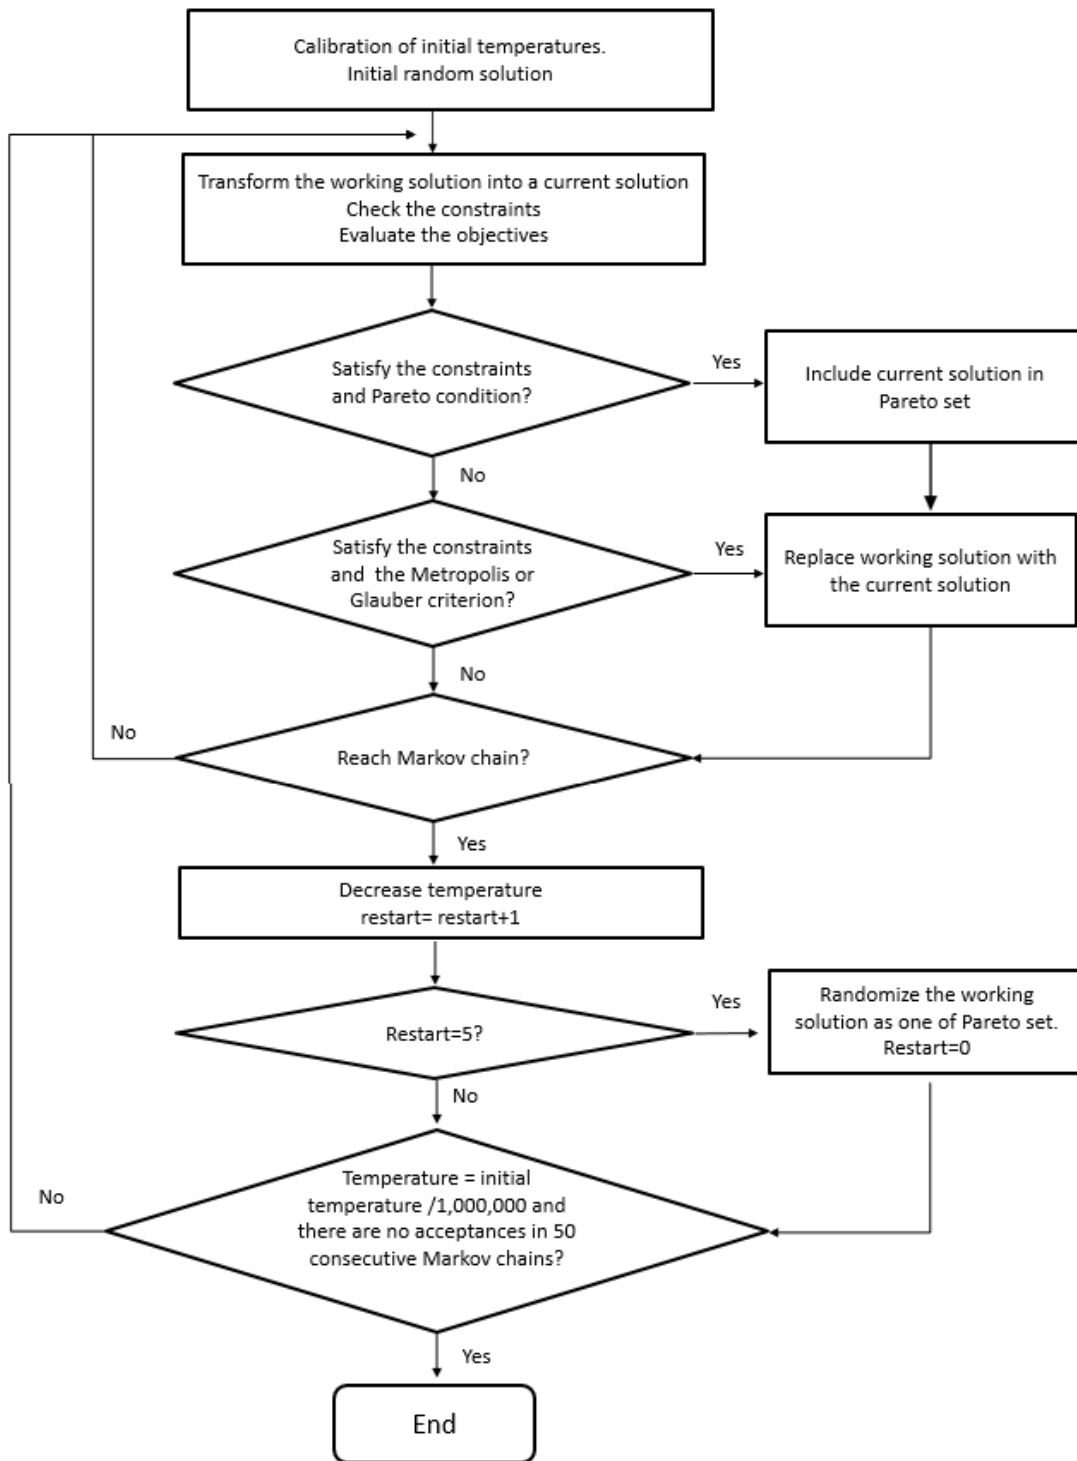 Calibration of initial temperatures.
Initial random solution
Transform the working solution into a current solution
Check the constraints
Evaluate the objectives
Satisfy the constraints
and Pareto condition?
Yes
Include current solution in
Pareto set
No
Satisfy the constraints
and the Metropolis or
Glauber criterion?
Yes
Replace working solution with
the current solution
No
Reach Markov chain?
No
Yes
Decrease temperature
restart= restart+1
Restart=5?
Yes
Randomize the working
solution as one of Pareto set.
Restart=0
No
Temperature = initial
temperature /1,000,000 and
there are no acceptances in 50
consecutive Markov chains?
No
Yes
End